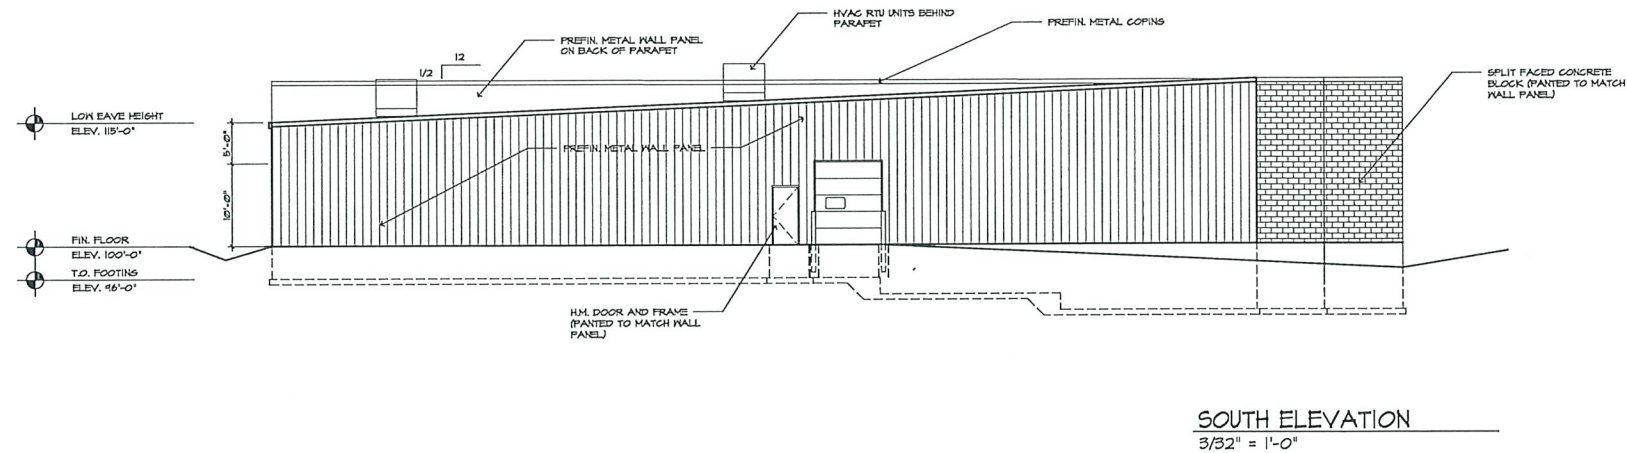 HVAC RTU UNITS BEHIND
PARAPET
PREFIN. METAL COPING
PREFIN. METAL WALL PANEL
ON BACK OF PARAPET
12
1/2
SPLIT FACED CONCRETE
BLOCK (PANTED TO MATCH
WALL PANEL)
LOW EAVE HEIGHT
ELEV. 115'-0"
5'-0"
PREFIN. METAL WALL PANEL
10'-0"
FIN. FLOOR
ELEV. 100'-0"
T.O. FOOTING
ELEV. 96'-0"
H.M. DOOR AND FRAME
(PANTED TO MATCH WALL
PANEL)
SOUTH ELEVATION
3/32" = 1'-0"